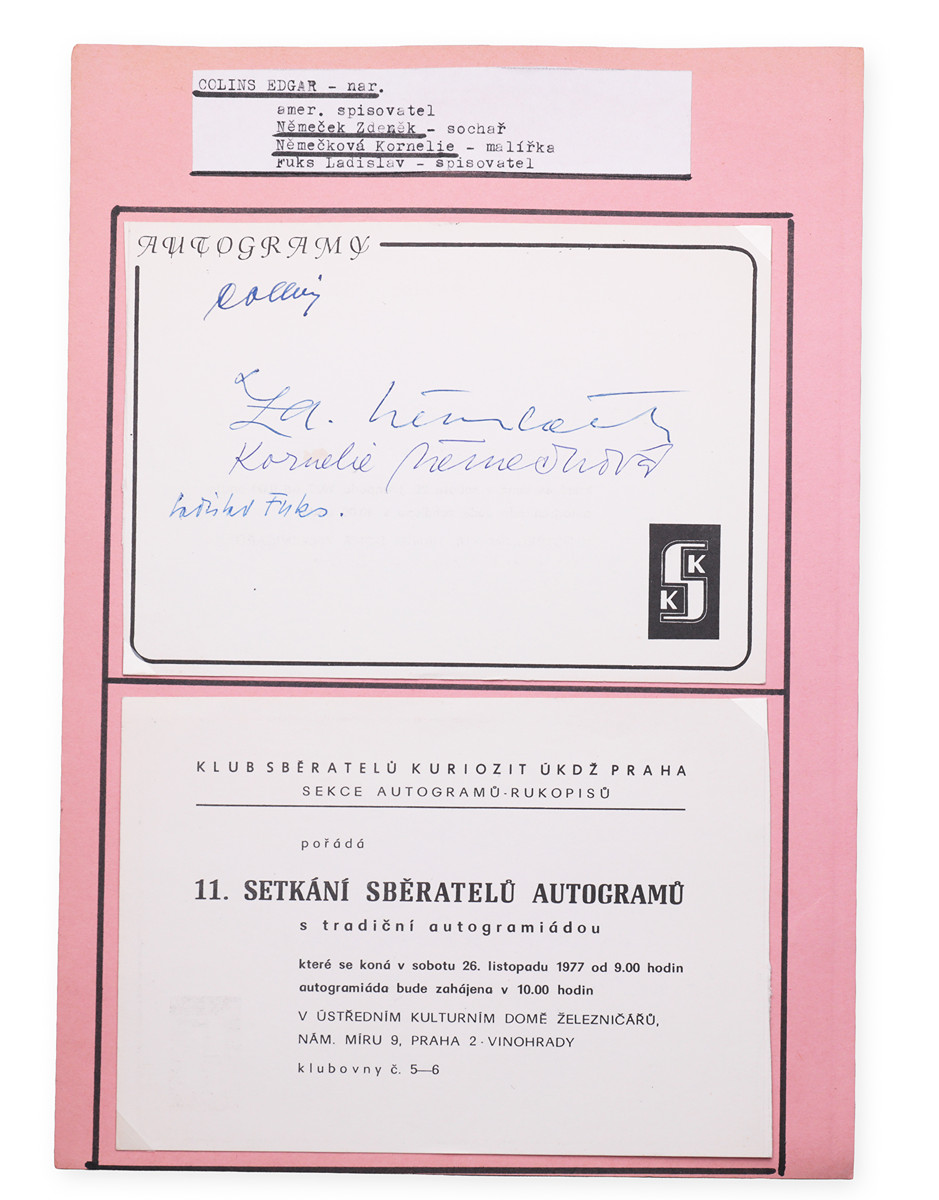 COLINS EDGAR - nar.
amer. spisovatel
Němeček Zdeněk - sochař
Němečková Kornelie - malířka
Fuks Ladislav - spisovatel
AUTOGRAMY
Zd. Němeček
Kornelie Němečková
Ladislav Fuks.
K
K
KLUB SBĚRATELŮ KURIOZIT ÚKDŽ PRAHA
SEKCE AUTOGRAMŮ-RUKOPISŮ
pořádá
11. SETKÁNÍ SBĚRATELŮ AUTOGRAMŮ
s tradiční autogramiádou
které se koná v sobotu 26. listopadu 1977 od 9.00 hodin
autogramiáda bude zahájena v 10.00 hodin
V ÚSTŘEDNÍM KULTURNÍM DOMĚ ŽELEZNIČÁŘŮ,
NÁM. MÍRU 9, PRAHA 2 - VINOHRADY
klubovny č. 5—6